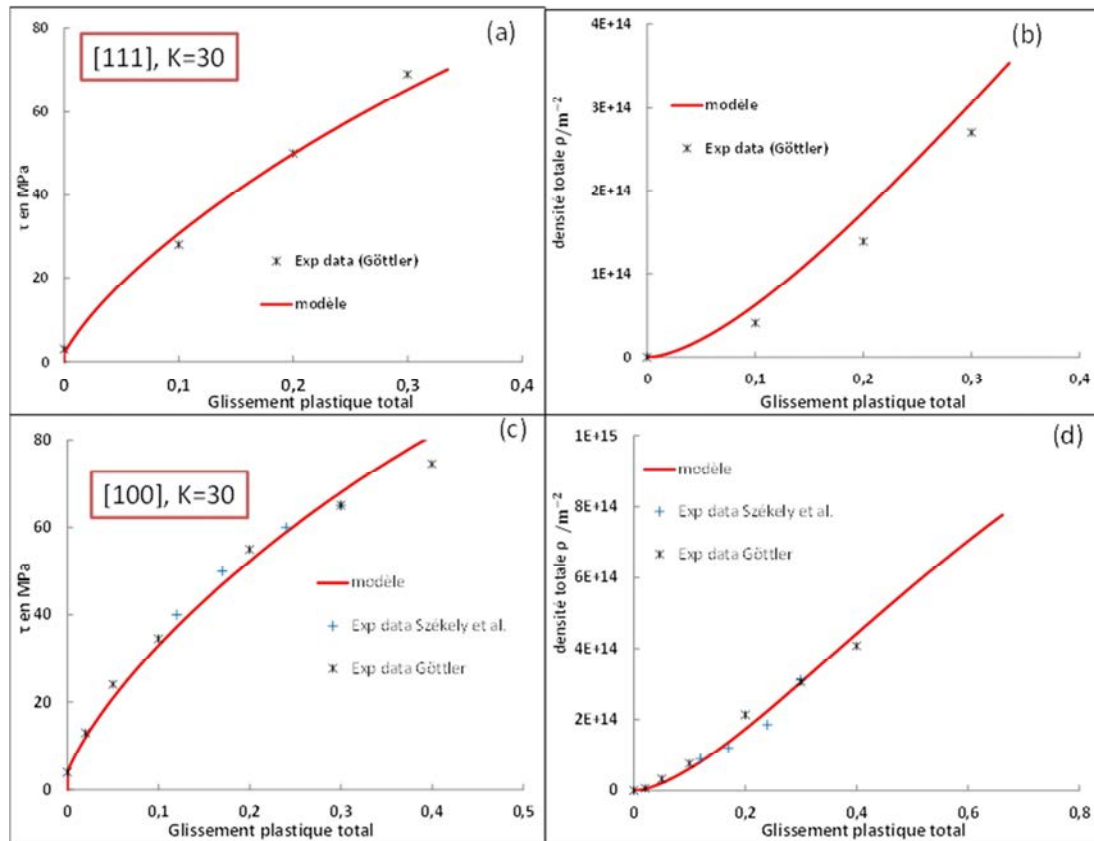 (a)
[111], K=30
80
60
40
20
0
τ en MPa
Exp data (Göttler)
modèle
0
0,1
0,2
0,3
0,4
Glissement plastique total
(b)
4E+14
3E+14
2E+14
1E+14
0
densité totale ρ/m⁻²
modèle
Exp data (Göttler)
0
0,1
0,2
0,3
0,4
Glissement plastique total
(c)
[100], K=30
80
60
40
20
0
τ en MPa
modèle
Exp data Székely et al.
Exp data Göttler
0
0,1
0,2
0,3
0,4
0,5
Glissement plastique total
(d)
1E+15
8E+14
6E+14
4E+14
2E+14
0
densité totale ρ /m⁻²
modèle
Exp data Székely et al.
Exp data Göttler
0
0,2
0,4
0,6
0,8
Glissement plastique total